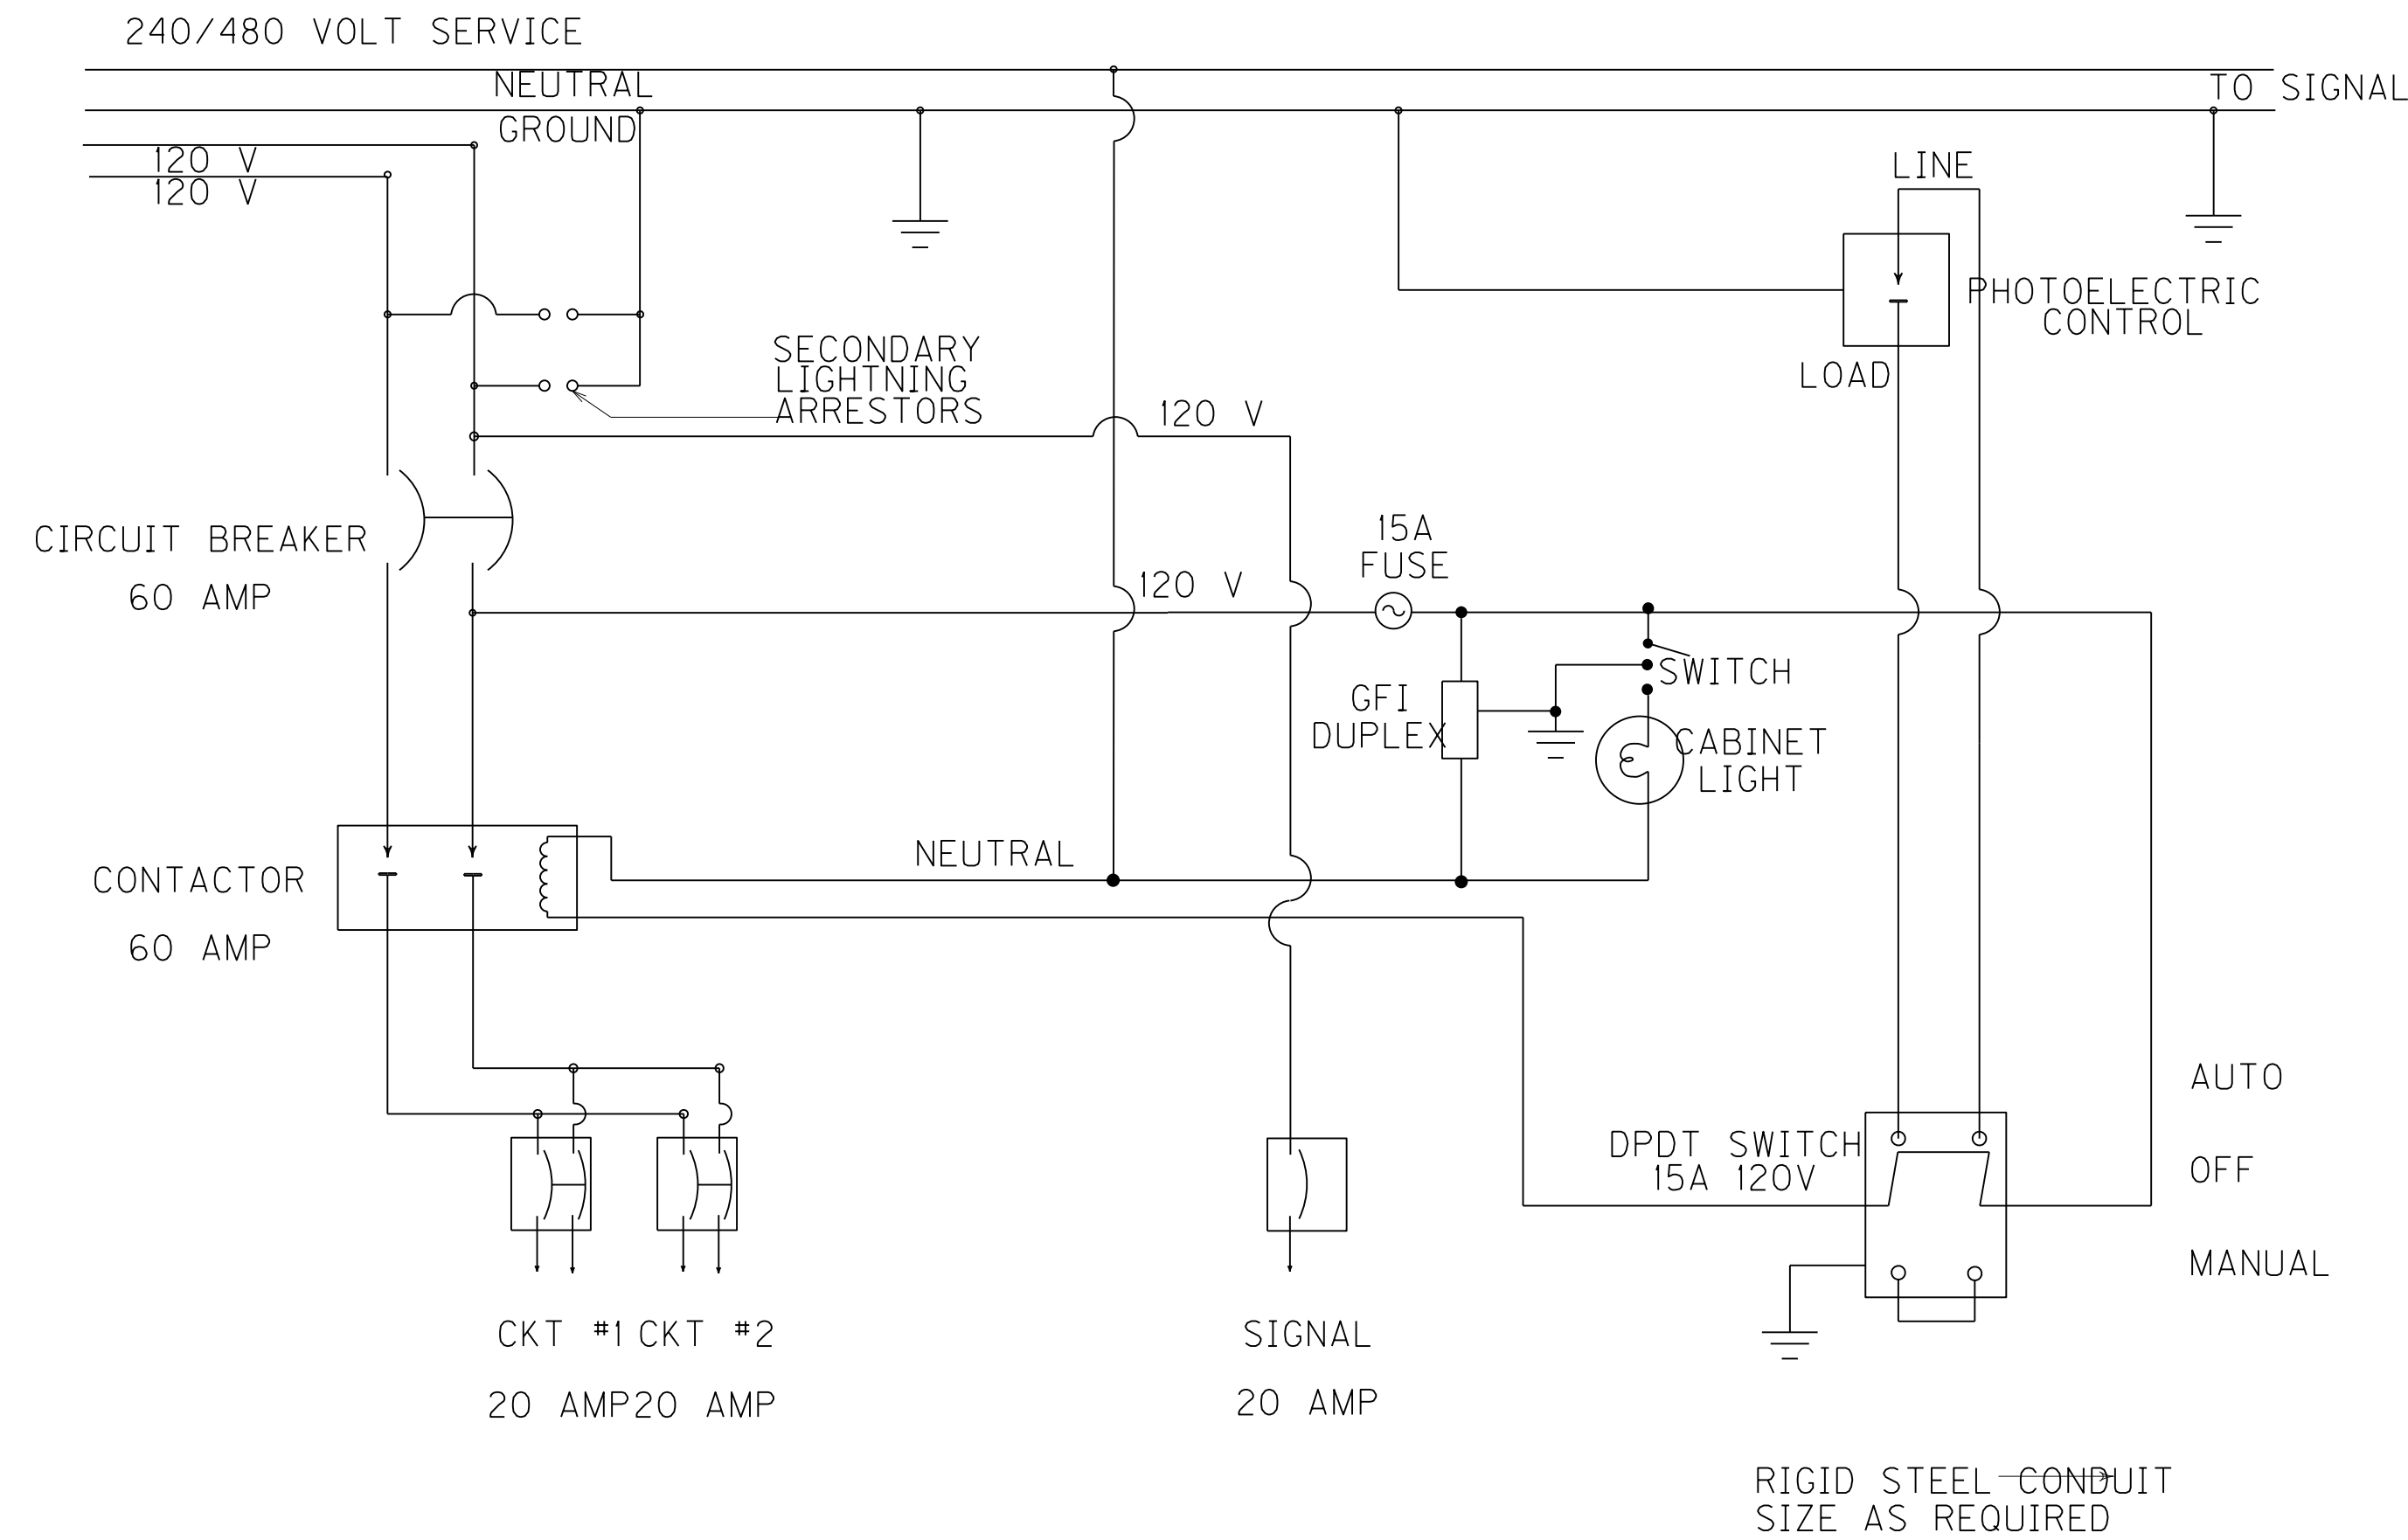 240/480 VOLT SERVICE
NEUTRAL
TO SIGNAL
GROUND
120 V
120 V
LINE
PHOTOELECTRIC
CONTROL
SECONDARY
LIGHTNING
ARRESTORS
LOAD
120 V
15A
FUSE
CIRCUIT BREAKER
60 AMP
120 V
SWITCH
GFI
DUPLEX
CABINET
LIGHT
NEUTRAL
CONTACTOR
60 AMP
AUTO
DPDT SWITCH
15A 120V
OFF
MANUAL
CKT #1 CKT #2
SIGNAL
20 AMP 20 AMP
20 AMP
RIGID STEEL CONDUIT
SIZE AS REQUIRED